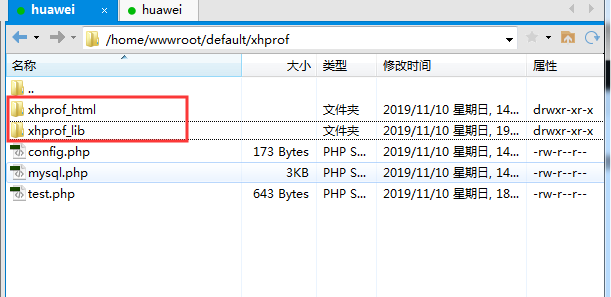 huawei huawei
/home/wwwroot/default/xhprof
名称 大小 类型 修改时间 属性
..
xhprof_html 文件夹 2019/11/10 星期日, 14... drwxr-xr-x
xhprof_lib 文件夹 2019/11/10 星期日, 19... drwxr-xr-x
config.php 173 Bytes PHP S... 2019/11/10 星期日, 14... -rw-r--r--
mysql.php 3KB PHP S... 2019/11/10 星期日, 14... -rw-r--r--
test.php 643 Bytes PHP S... 2019/11/10 星期日, 18... -rw-r--r--